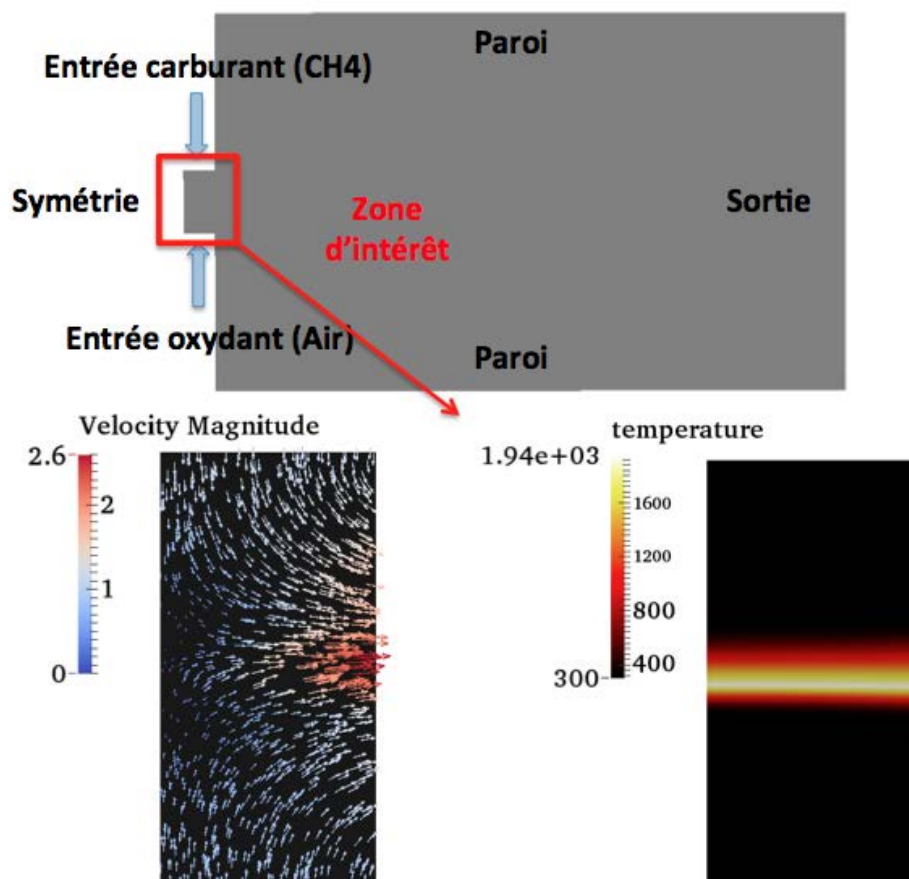 Paroi
Entrée carburant (CH4)
Symétrie
Zone
d'intérêt
Sortie
Entrée oxydant (Air)
Paroi
Velocity Magnitude
2.6
2
1
0
temperature
1.94e+03
1600
1200
800
400
300